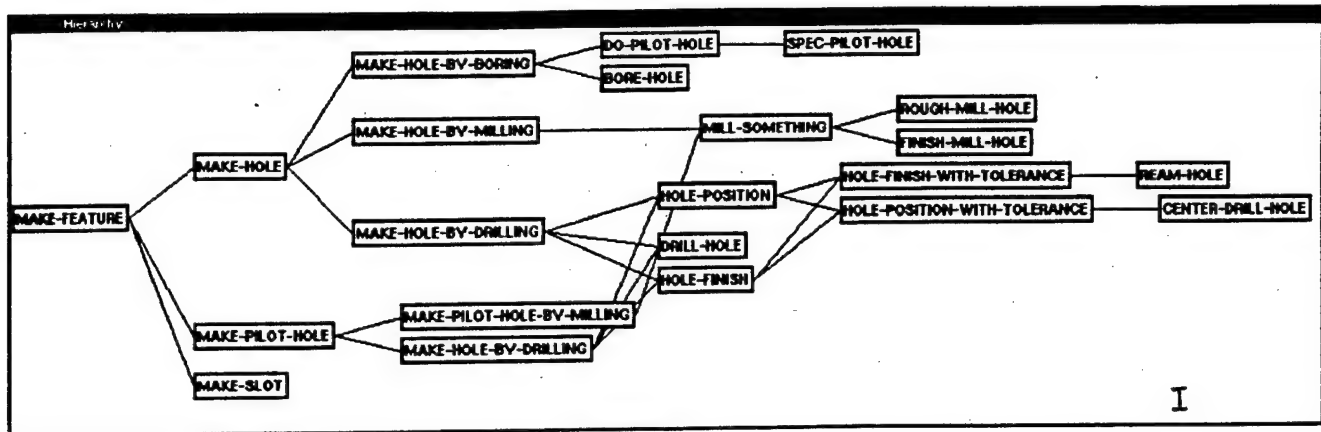 Hierarchy
DO-PILOT-HOLE
SPEC-PILOT-HOLE
MAKE-HOLE-BY-BORING
BORE-HOLE
ROUGH-MILL-HOLE
MAKE-HOLE-BY-MILLING
MILL-SOMETHING
FINISH-MILL-HOLE
MAKE-HOLE
HOLE-FINISH-WITH-TOLERANCE
REAM-HOLE
HOLE-POSITION
HOLE-POSITION-WITH-TOLERANCE
CENTER-DRILL-HOLE
MAKE-FEATURE
MAKE-HOLE-BY-DRILLING
DRILL-HOLE
HOLE-FINISH
MAKE-PILOT-HOLE-BY-MILLING
MAKE-PILOT-HOLE
MAKE-HOLE-BY-DRILLING
MAKE-SLOT